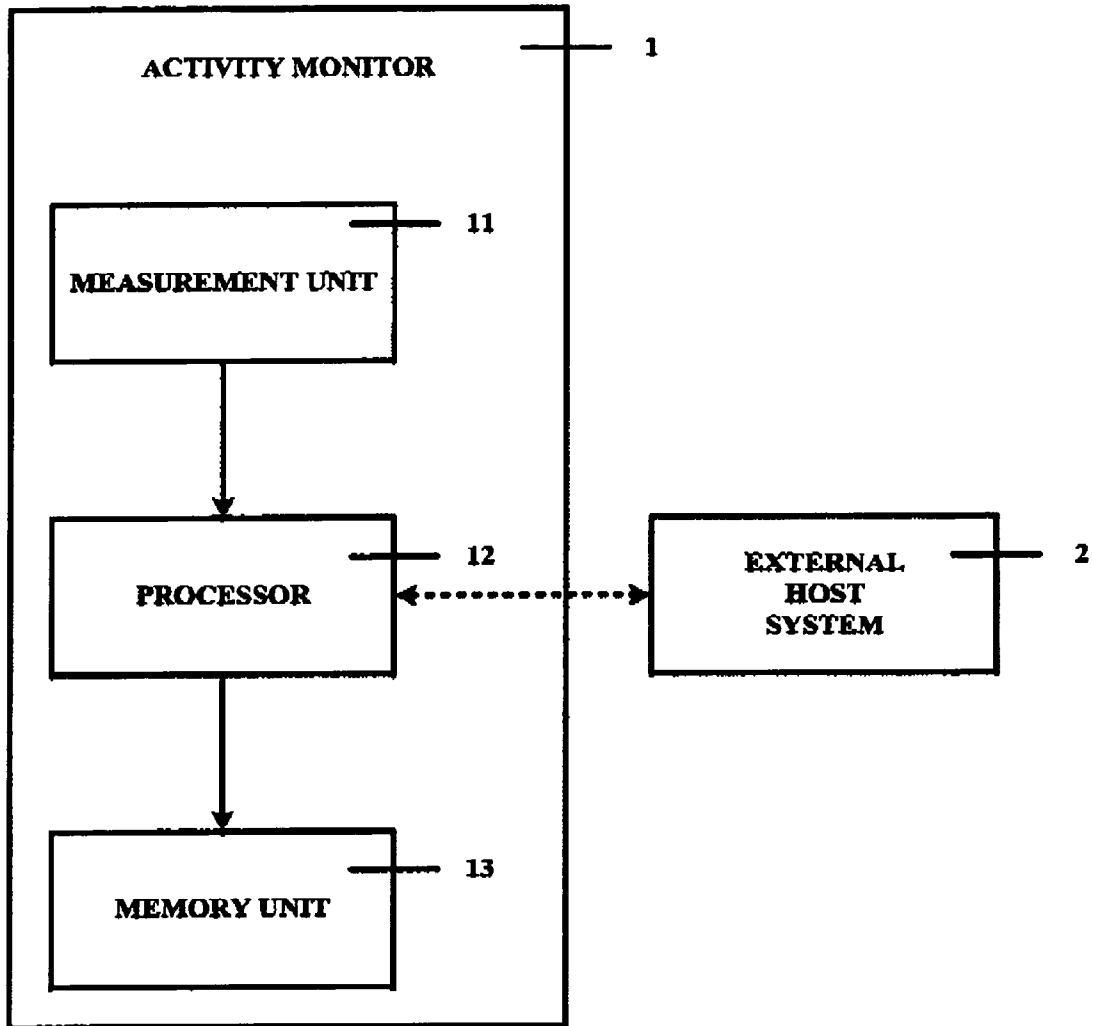 ACTIVITY MONITOR
1
11
MEASUREMENT UNIT
12
PROCESSOR
EXTERNAL
HOST
SYSTEM
2
13
MEMORY UNIT